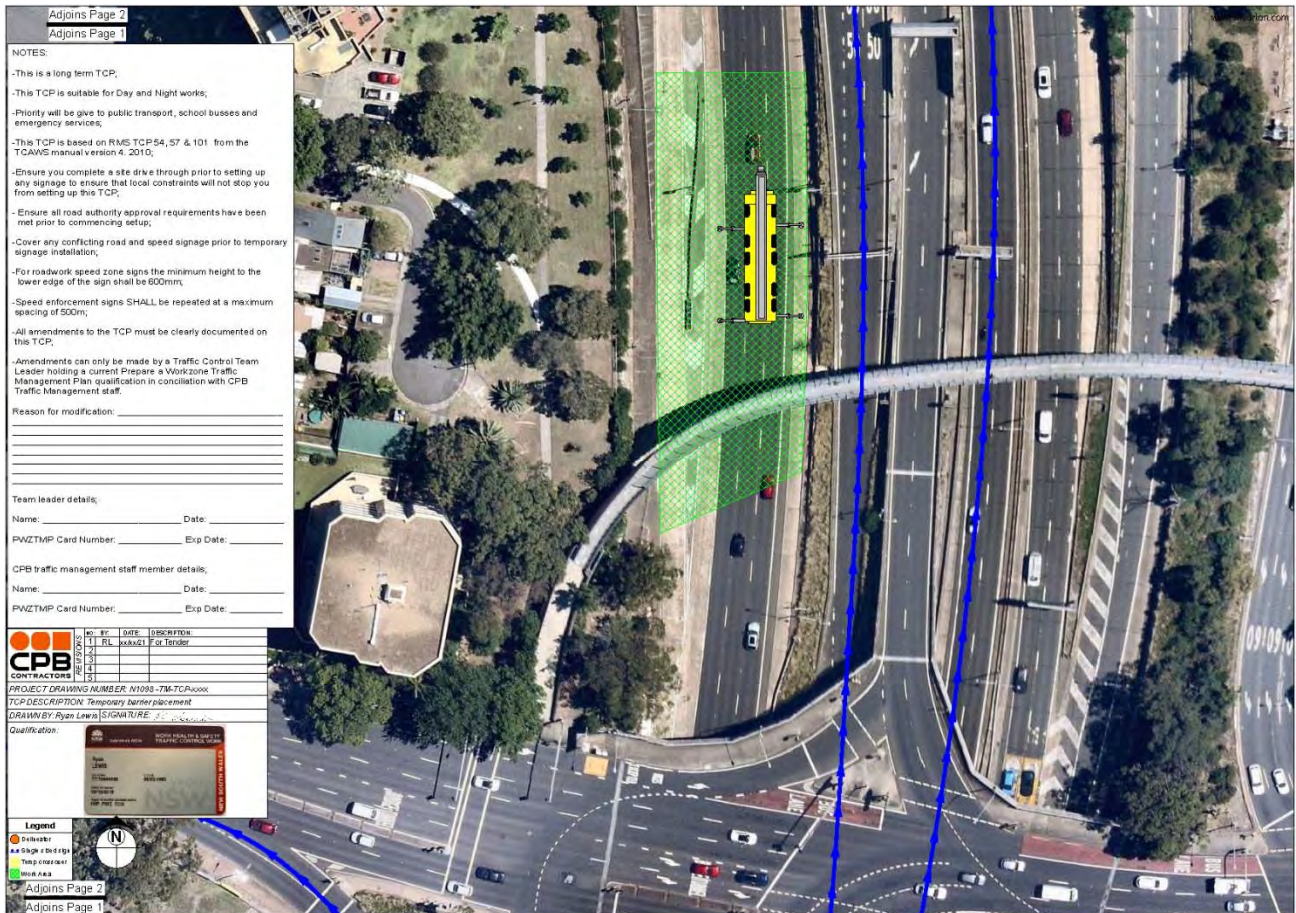 Adjoins Page 2
Adjoins Page 1
NOTES:
-This is a long term TCP;
-This TCP is suitable for Day and Night works;
-Priority will be give to public transport, school busses and
emergency services;
-This TCP is based on RMS TCP 54, 57 & 101 from the
TCAWS manual version 4. 2010;
-Ensure you complete a site drive through prior to setting up
any signage to ensure that local constraints will not stop you
from setting up this TCP;
- Ensure all road authority approval requirements have been
met prior to commencing setup;
-Cover any conflicting road and speed signage prior to temporary
signage installation;
-For roadwork speed zone signs the minimum height to the
lower edge of the sign shall be 600mm;
-Speed enforcement signs SHALL be repeated at a maximum
spacing of 500m;
-All amendments to the TCP must be clearly documented on
this TCP;
-Amendments can only be made by a Traffic Control Team
Leader holding a current Prepare a Workzone Traffic
Management Plan qualification in conciliation with CPB
Traffic Management staff.
Reason for modification:
Team leader details;
Name: Date:
PWZTMP Card Number: Exp Date:
CPB traffic management staff member details;
Name: Date:
PWZTMP Card Number: Exp Date:
CPB
CONTRACTORS
REVISIONS
NO: BY: DATE: DESCRIPTION:
1 RL xx/xx/21 For Tender
2
3
4
5
PROJECT DRAWING NUMBER: N1098 -TM-TCP-xxxx
TCP DESCRIPTION: Temporary barrier placement
DRAWN BY: Ryan Lewis SIGNATURE:
Qualification:
WORK HEALTH & SAFETY
TRAFFIC CONTROL WORK
Ryan
LEWIS
NEW SOUTH WALES
Legend
Delineator
Temp crossover
Work Area
N
Adjoins Page 2
Adjoins Page 1
50 50